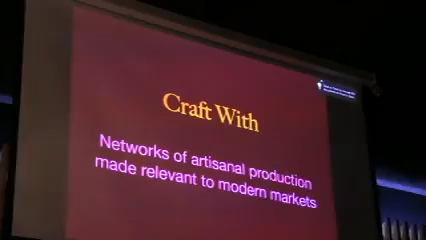 Craft With
Networks of artisanal production
made relevant to modern markets